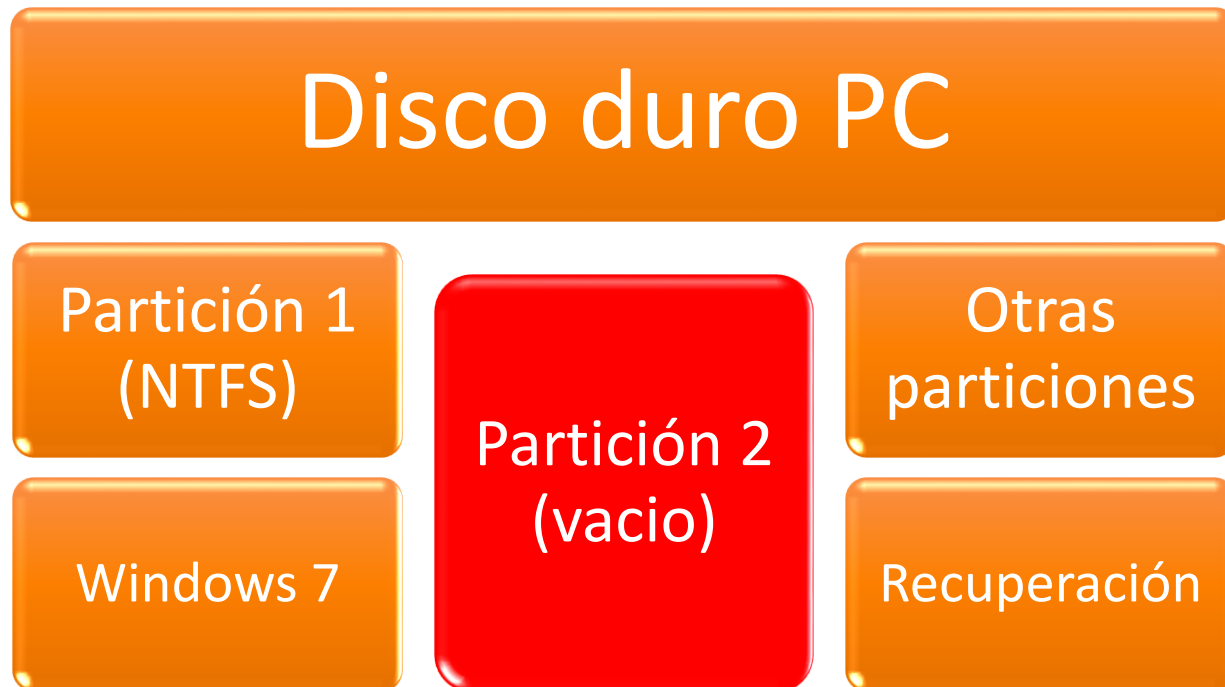 Disco duro PC
Partición 1
(NTFS)
Windows 7
Partición 2
(vacio)
Otras
particiones
Recuperación